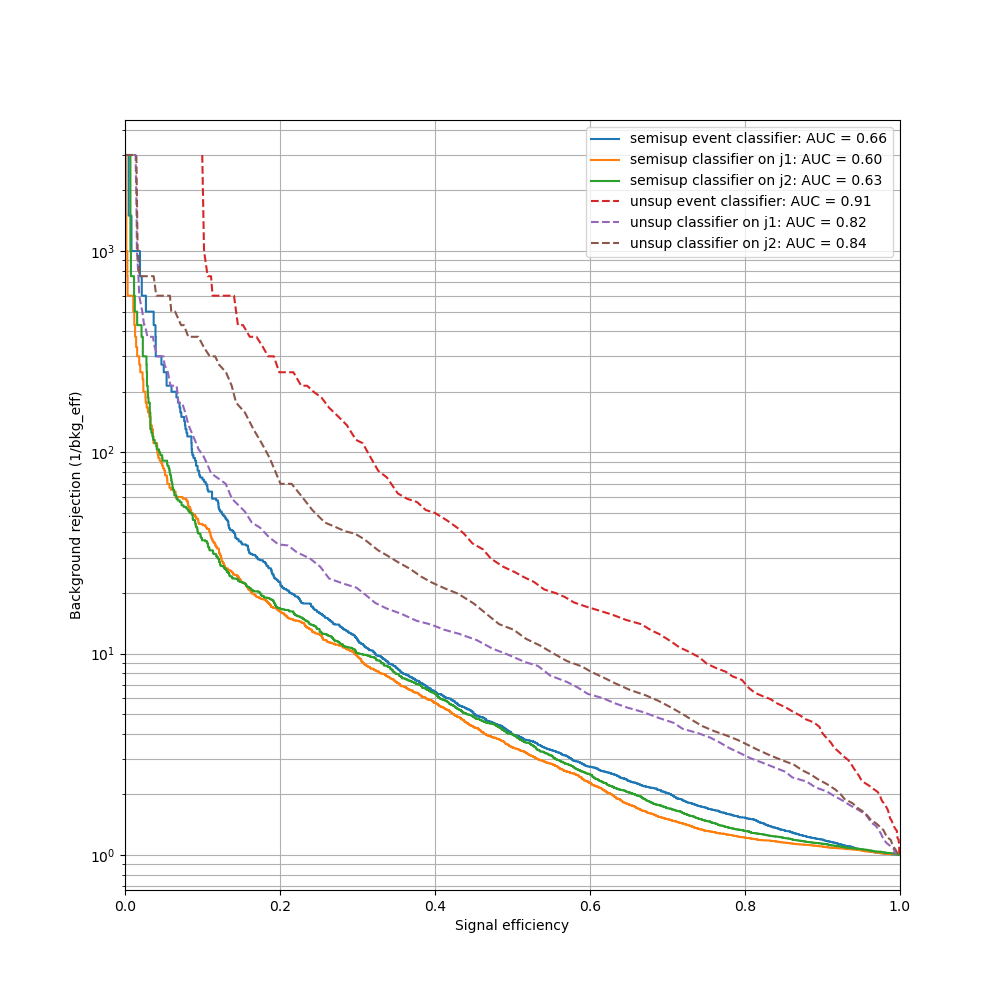 semisup event classifier: AUC = 0.66
semisup classifier on j1: AUC = 0.60
semisup classifier on j2: AUC = 0.63
unsup event classifier: AUC = 0.91
unsup classifier on j1: AUC = 0.82
unsup classifier on j2: AUC = 0.84
Background rejection (1/bkg_eff)
10³
10²
10¹
10⁰
0.0 0.2 0.4 0.6 0.8 1.0
Signal efficiency